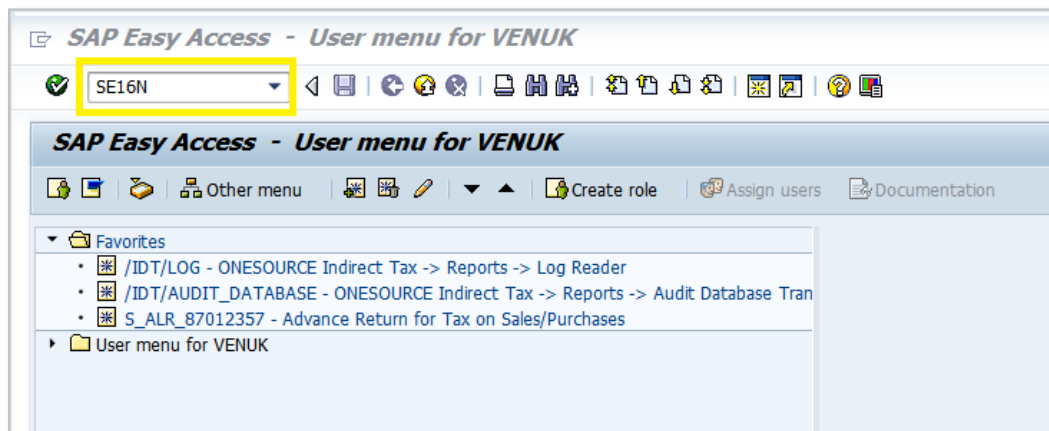 SAP Easy Access - User menu for VENUK
SE16N
SAP Easy Access - User menu for VENUK
Other menu Create role Assign users Documentation
Favorites
/IDT/LOG - ONESOURCE Indirect Tax -> Reports -> Log Reader
/IDT/AUDIT_DATABASE - ONESOURCE Indirect Tax -> Reports -> Audit Database Tran
S_ALR_87012357 - Advance Return for Tax on Sales/Purchases
User menu for VENUK